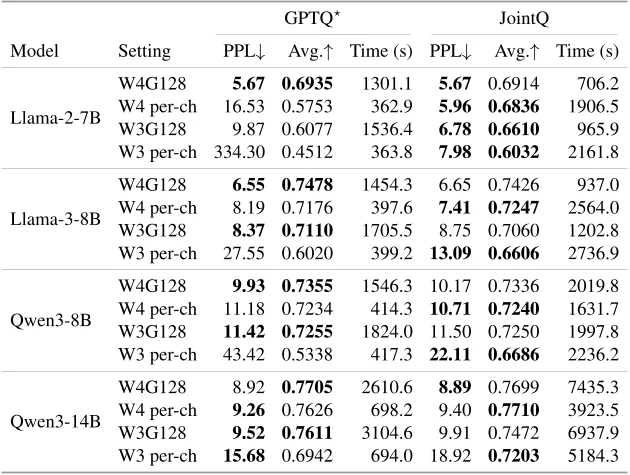 GPTQ* JointQ
Model Setting PPL↓ Avg.↑ Time (s) PPL↓ Avg.↑ Time (s)
Llama-2-7B
W4G128 5.67 0.6935 1301.1 5.67 0.6914 706.2
W4 per-ch 16.53 0.5753 362.9 5.96 0.6836 1906.5
W3G128 9.87 0.6077 1536.4 6.78 0.6610 965.9
W3 per-ch 334.30 0.4512 363.8 7.98 0.6032 2161.8
Llama-3-8B
W4G128 6.55 0.7478 1454.3 6.65 0.7426 937.0
W4 per-ch 8.19 0.7176 397.6 7.41 0.7247 2564.0
W3G128 8.37 0.7110 1705.5 8.75 0.7060 1202.8
W3 per-ch 27.55 0.6020 399.2 13.09 0.6606 2736.9
Qwen3-8B
W4G128 9.93 0.7355 1546.3 10.17 0.7336 2019.8
W4 per-ch 11.18 0.7234 414.3 10.71 0.7240 1631.7
W3G128 11.42 0.7255 1824.0 11.50 0.7250 1997.8
W3 per-ch 43.42 0.5338 417.3 22.11 0.6686 2236.2
Qwen3-14B
W4G128 8.92 0.7705 2610.6 8.89 0.7699 7435.3
W4 per-ch 9.26 0.7626 698.2 9.40 0.7710 3923.5
W3G128 9.52 0.7611 3104.6 9.91 0.7472 6937.9
W3 per-ch 15.68 0.6942 694.0 18.92 0.7203 5184.3